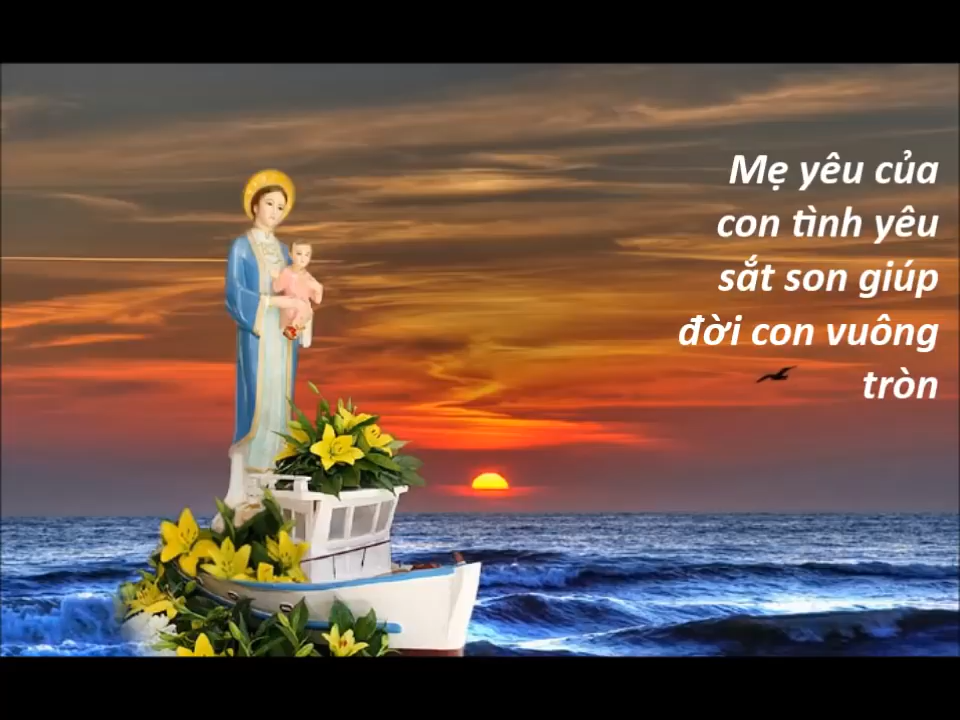 Mẹ yêu của
con tình yêu
sắt son giúp
đời con vuông
tròn